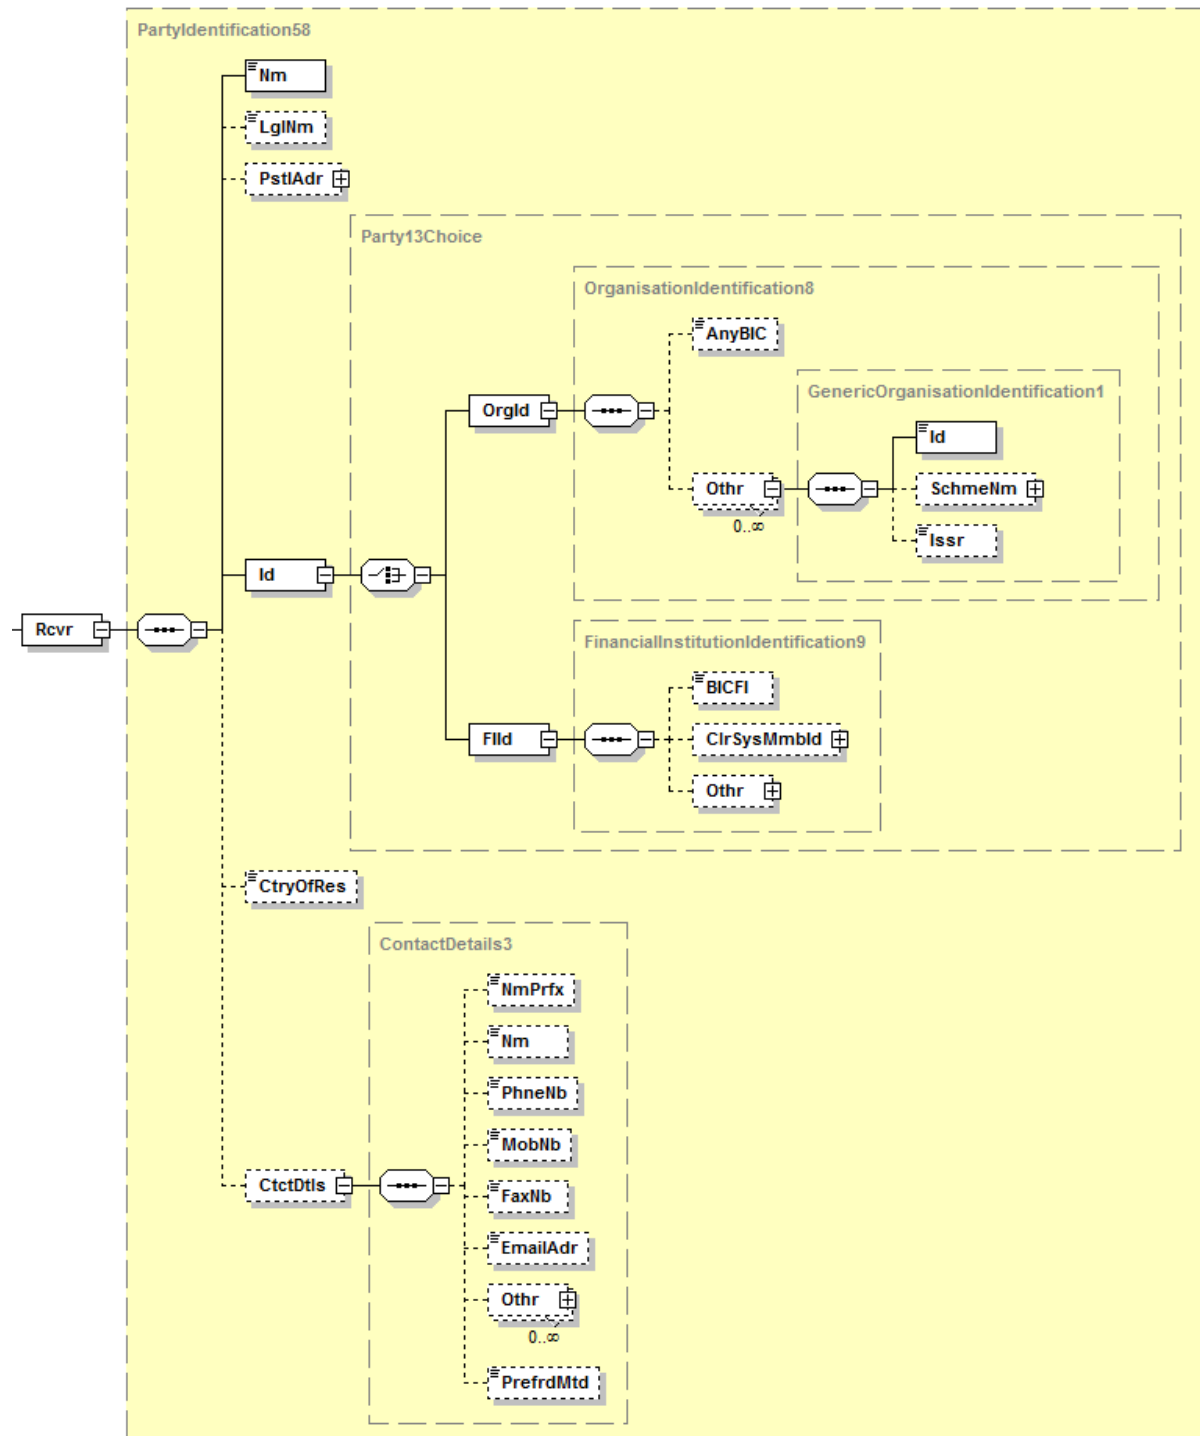 PartyIdentification58
Nm
LglNm
PstlAdr
Party13Choice
OrganisationIdentification8
AnyBIC
GenericOrganisationIdentification1
OrgId
Id
Othr
SchmeNm
0..∞
Issr
Id
Rcvr
FinancialInstitutionIdentification9
BICFI
FIId
ClrSysMmbId
Othr
CtryOfRes
ContactDetails3
NmPrfx
Nm
PhneNb
MobNb
CtctDtls
FaxNb
EmailAdr
Othr
0..∞
PrefrdMtd